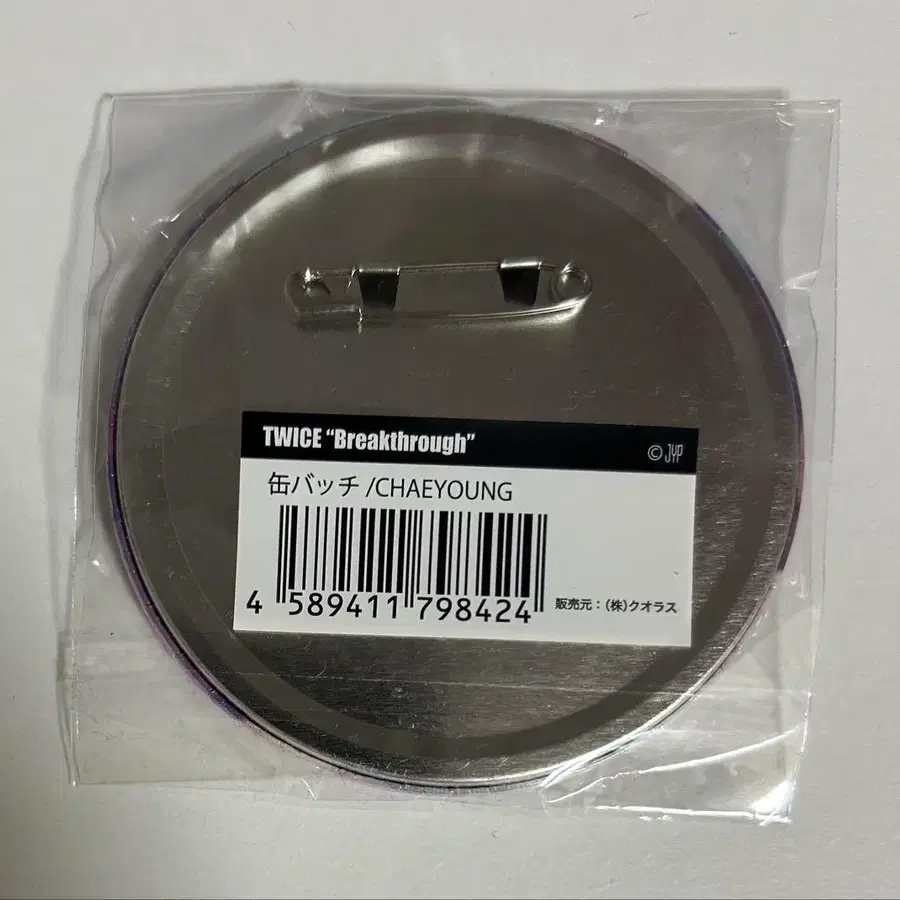 TWICE “Breakthrough”
© JYP
缶バッチ /CHAEYOUNG
4 589411 798424
販売元：（株）クオラス